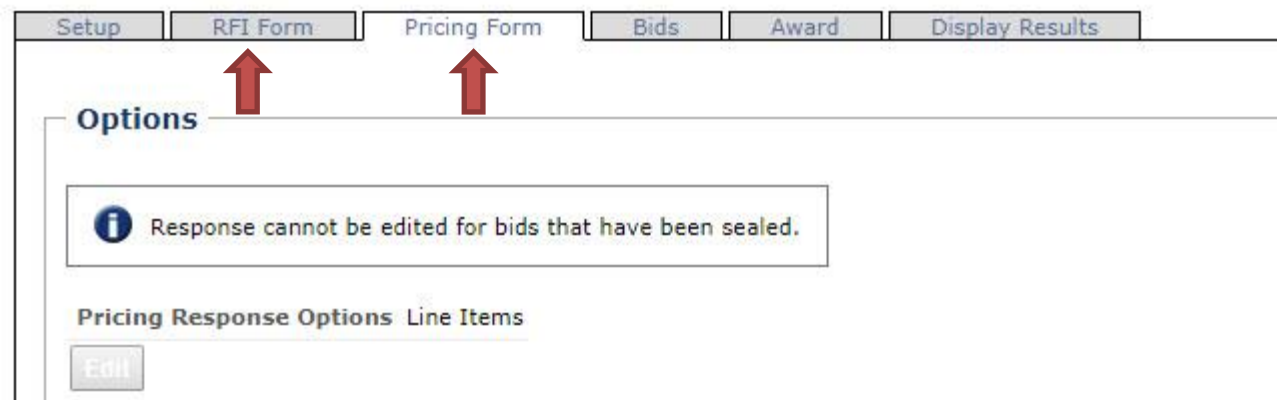 Setup RFI Form Pricing Form Bids Award Display Results
Options
Response cannot be edited for bids that have been sealed.
Pricing Response Options Line Items
Edit